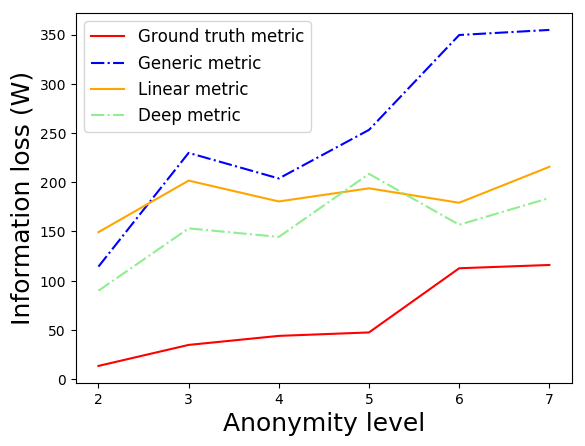 Ground truth metric
Generic metric
Linear metric
Deep metric
Information loss (W)
350
300
250
200
150
100
50
0
2 3 4 5 6 7
Anonymity level